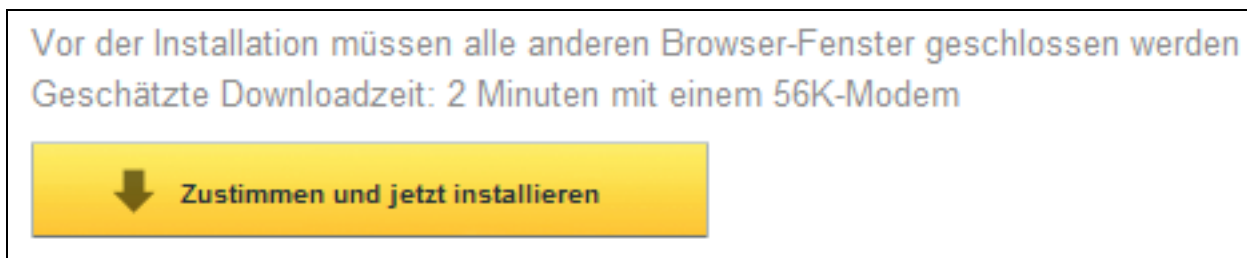 Vor der Installation müssen alle anderen Browser-Fenster geschlossen werden
Geschätzte Downloadzeit: 2 Minuten mit einem 56K-Modem
Zustimmen und jetzt installieren